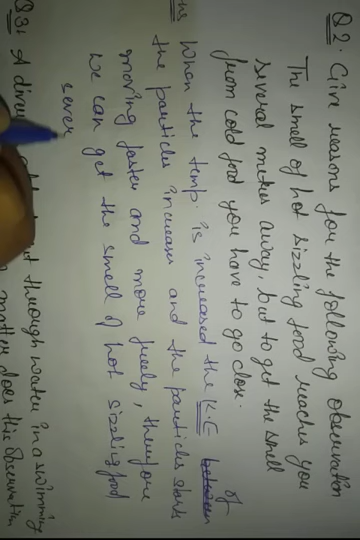 Q2. Give reasons for the following observation
The smell of hot sizzling food reaches you
several metres away, but to get the smell
from cold food you have to go close.
Ans When the temp. is increased the K.E of
the particles increases and the particles starts
moving faster and more freely, therefore
we can get the smell of hot sizzling food
sever
Q3. A diver through water in a swimming
matter does this observation